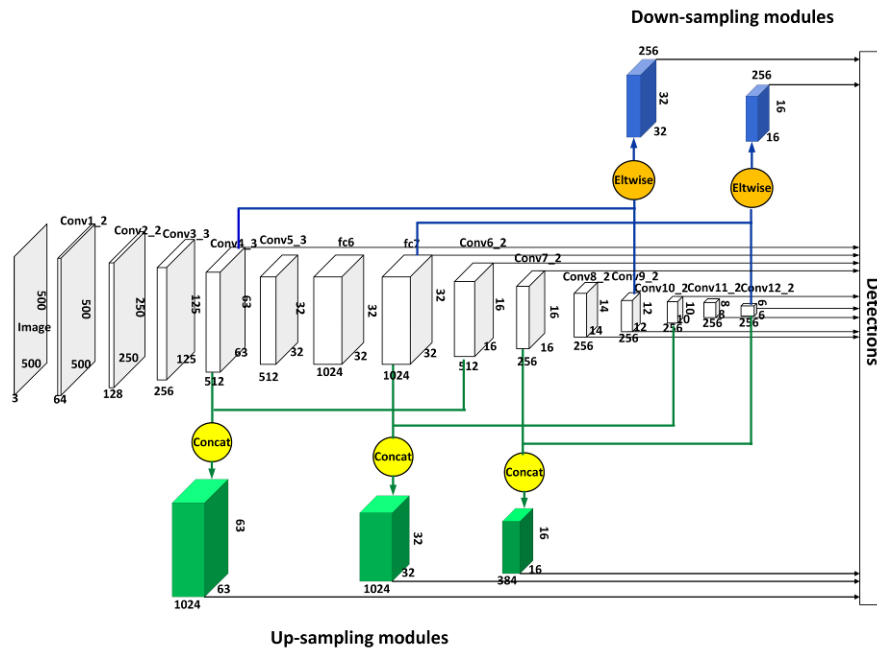 Down-sampling modules
256
32
32
256
16
16
Eltwise
Eltwise
Conv1_2
Conv2_2
Conv3_3
Conv4_3
Conv5_3
fc6
fc7
Conv6_2
Conv7_2
Conv8_2
Conv9_2
Conv10_2
Conv11_2
Conv12_2
500
Image
500
3
500
500
64
250
250
128
125
125
256
63
63
512
32
32
512
32
32
1024
32
32
1024
16
16
512
16
16
256
14
14
256
12
12
256
10
10
256
8
8
256
6
6
256
Detections
Concat
Concat
Concat
63
63
1024
32
32
1024
16
16
384
Up-sampling modules